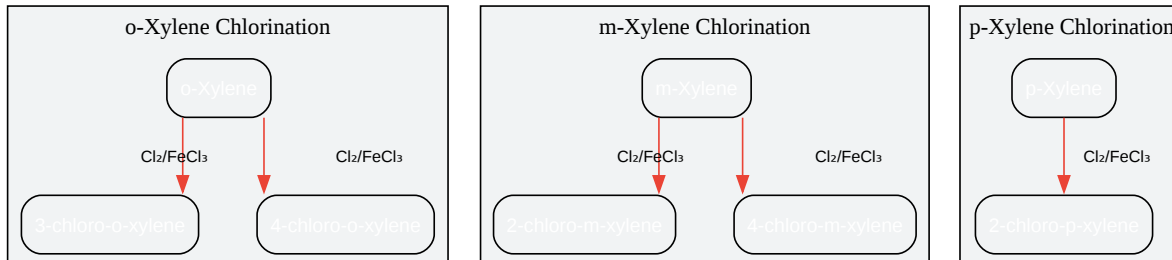 o-Xylene Chlorination
o-Xylene
Cl₂/FeCl₃
Cl₂/FeCl₃
3-chloro-o-xylene
4-chloro-o-xylene
m-Xylene Chlorination
m-Xylene
Cl₂/FeCl₃
Cl₂/FeCl₃
2-chloro-m-xylene
4-chloro-m-xylene
p-Xylene Chlorination
p-Xylene
Cl₂/FeCl₃
2-chloro-p-xylene